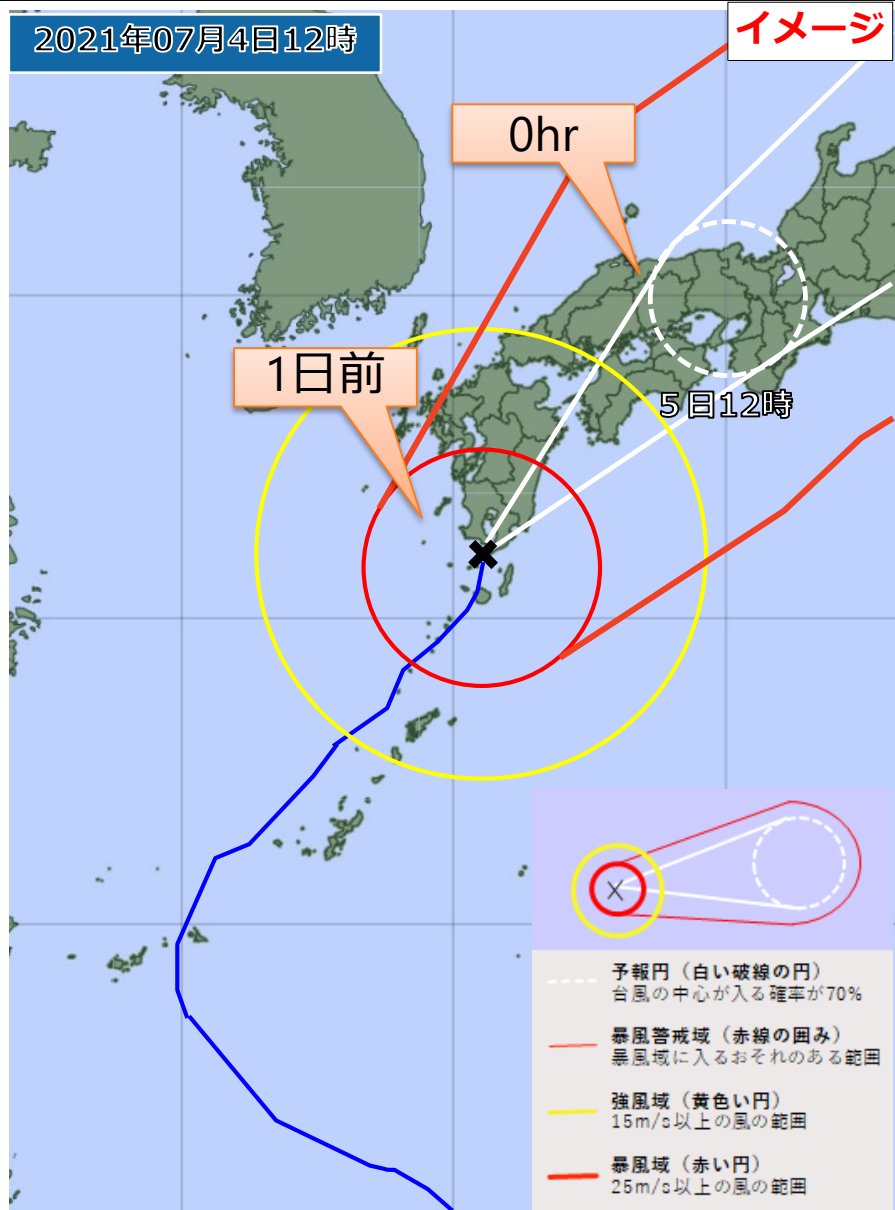 2021年07月4日12時
イメージ
0hr
1日前
５日12時
予報円（白い破線の円）
台風の中心が入る確率が70%
暴風警戒域（赤線の囲み）
暴風域に入るおそれのある範囲
強風域（黄色い円）
15m/s以上の風の範囲
暴風域（赤い円）
25m/s以上の風の範囲